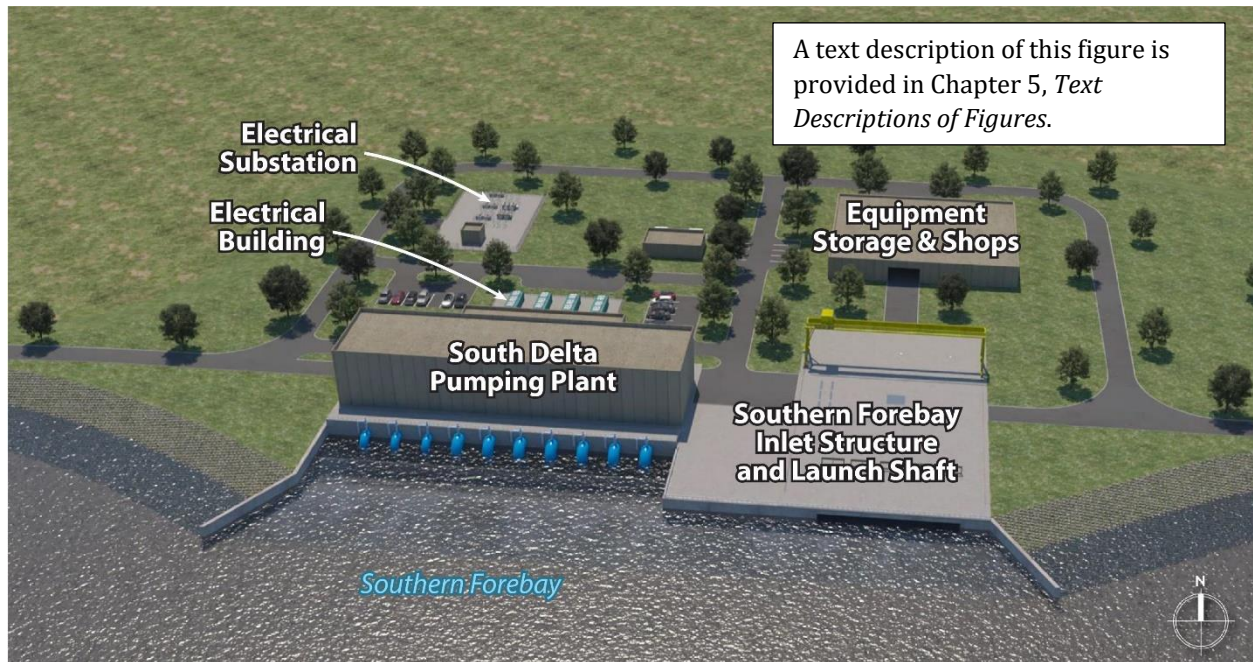 A text description of this figure is
provided in Chapter 5, Text
Descriptions of Figures.
Electrical
Substation
Electrical
Building
Equipment
Storage & Shops
South Delta
Pumping Plant
Southern Forebay
Inlet Structure
and Launch Shaft
Southern Forebay
N